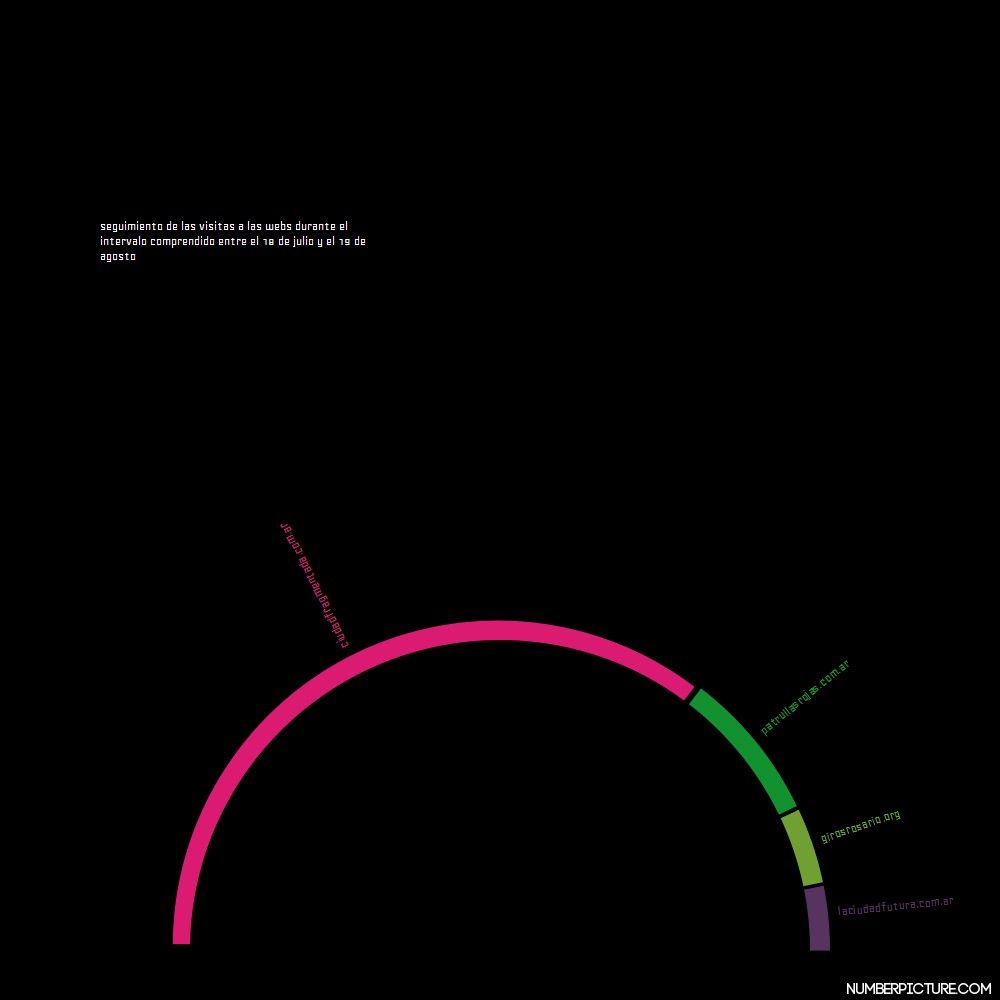 seguimiento de las visitas a las webs durante el
intervalo comprendido entre el 18 de julio y el 19 de
agosto
ciudadfragmentada.com.ar
patrullasrojas.com.ar
girosrosario.org
laciudadfutura.com.ar
NUMBERPICTURE.COM